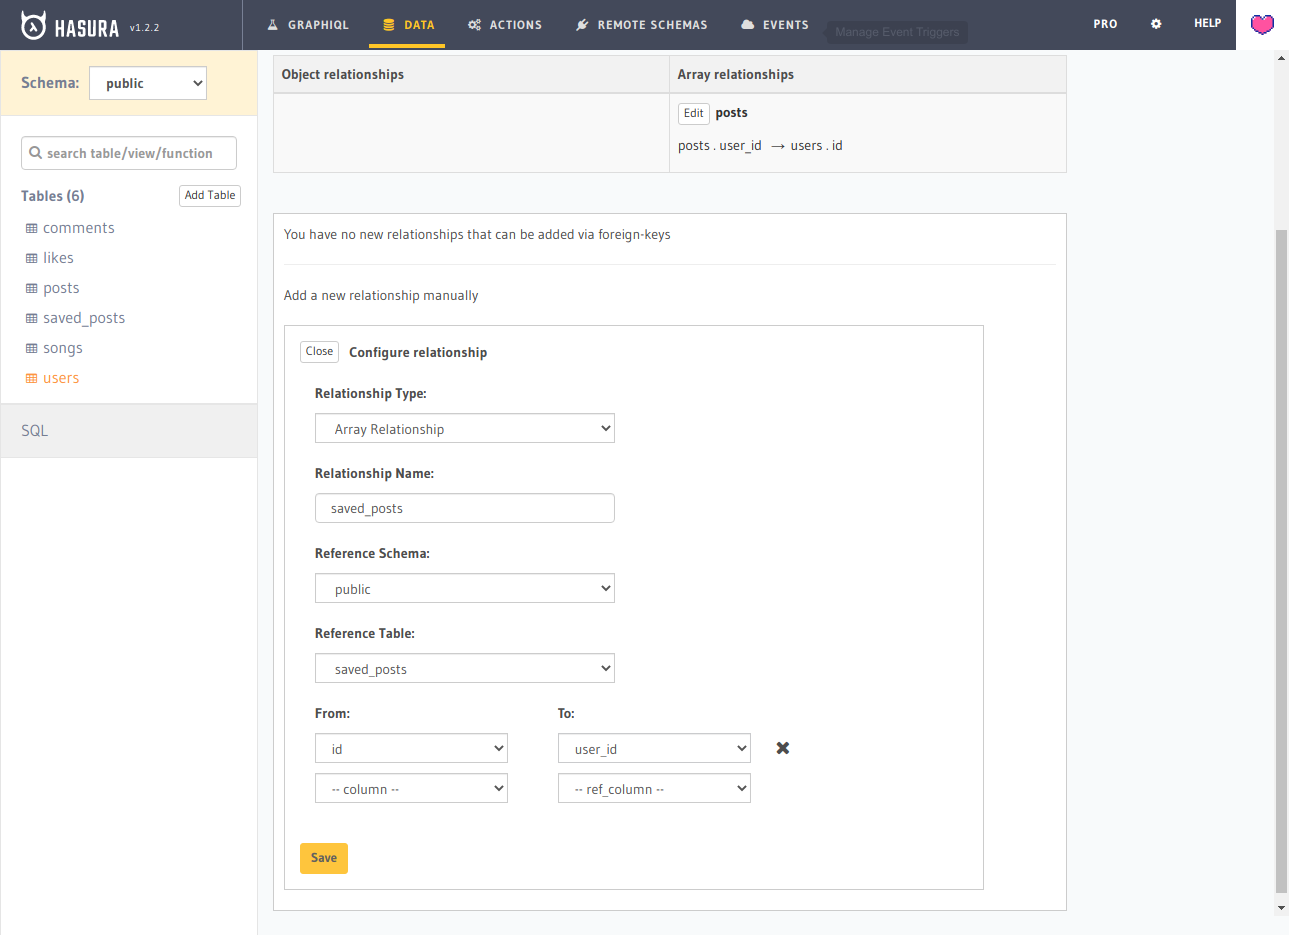 HASURA v1.2.2 GRAPHIQL DATA ACTIONS REMOTE SCHEMAS EVENTS Manage Event Triggers PRO HELP
Schema: public
search table/view/function
Tables (6) Add Table
comments
likes
posts
saved_posts
songs
users
SQL
Object relationships Array relationships
Edit posts
posts . user_id → users . id
You have no new relationships that can be added via foreign-keys
Add a new relationship manually
Close Configure relationship
Relationship Type:
Array Relationship
Relationship Name:
saved_posts
Reference Schema:
public
Reference Table:
saved_posts
From: To:
id user_id
-- column -- -- ref_column --
Save